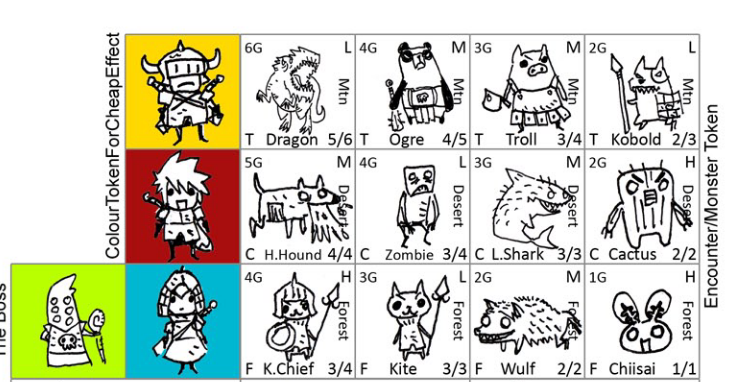 ColourTokenForCheapEffect
6G L
Mtn
T Dragon 5/6
4G M
Mtn
T Ogre 4/5
3G M
Mtn
T Troll 3/4
2G L
Mtn
T Kobold 2/3
5G M
Desert
C H.Hound 4/4
4G L
Desert
C Zombie 3/4
3G M
Desert
C L.Shark 3/3
2G H
Desert
C Cactus 2/2
Encounter/Monster Token
The Boss
4G H
Forest
F K.Chief 3/4
3G L
Forest
F Kite 3/3
2G M
Forest
F Wulf 2/2
1G H
Forest
F Chiisai 1/1